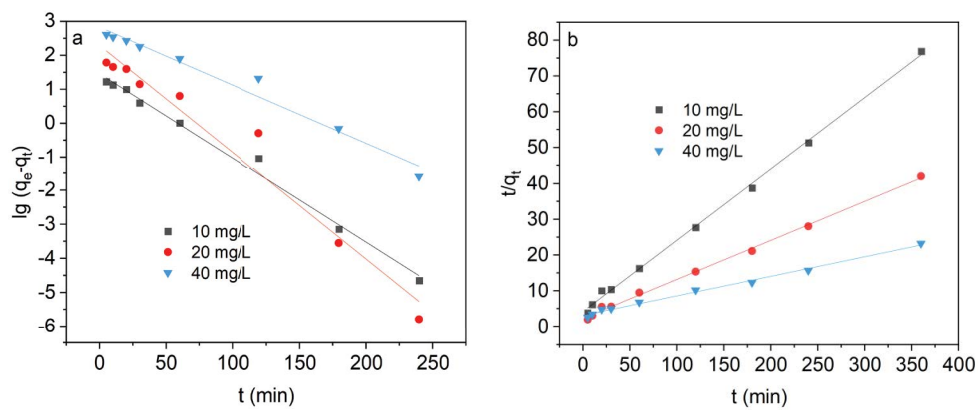 a
3
2
1
0
-1
-2
-3
-4
-5
-6
lg (qe-qt)
10 mg/L
20 mg/L
40 mg/L
0 50 100 150 200 250
t (min)
b
80
70
60
50
40
30
20
10
0
t/qt
10 mg/L
20 mg/L
40 mg/L
0 50 100 150 200 250 300 350 400
t (min)